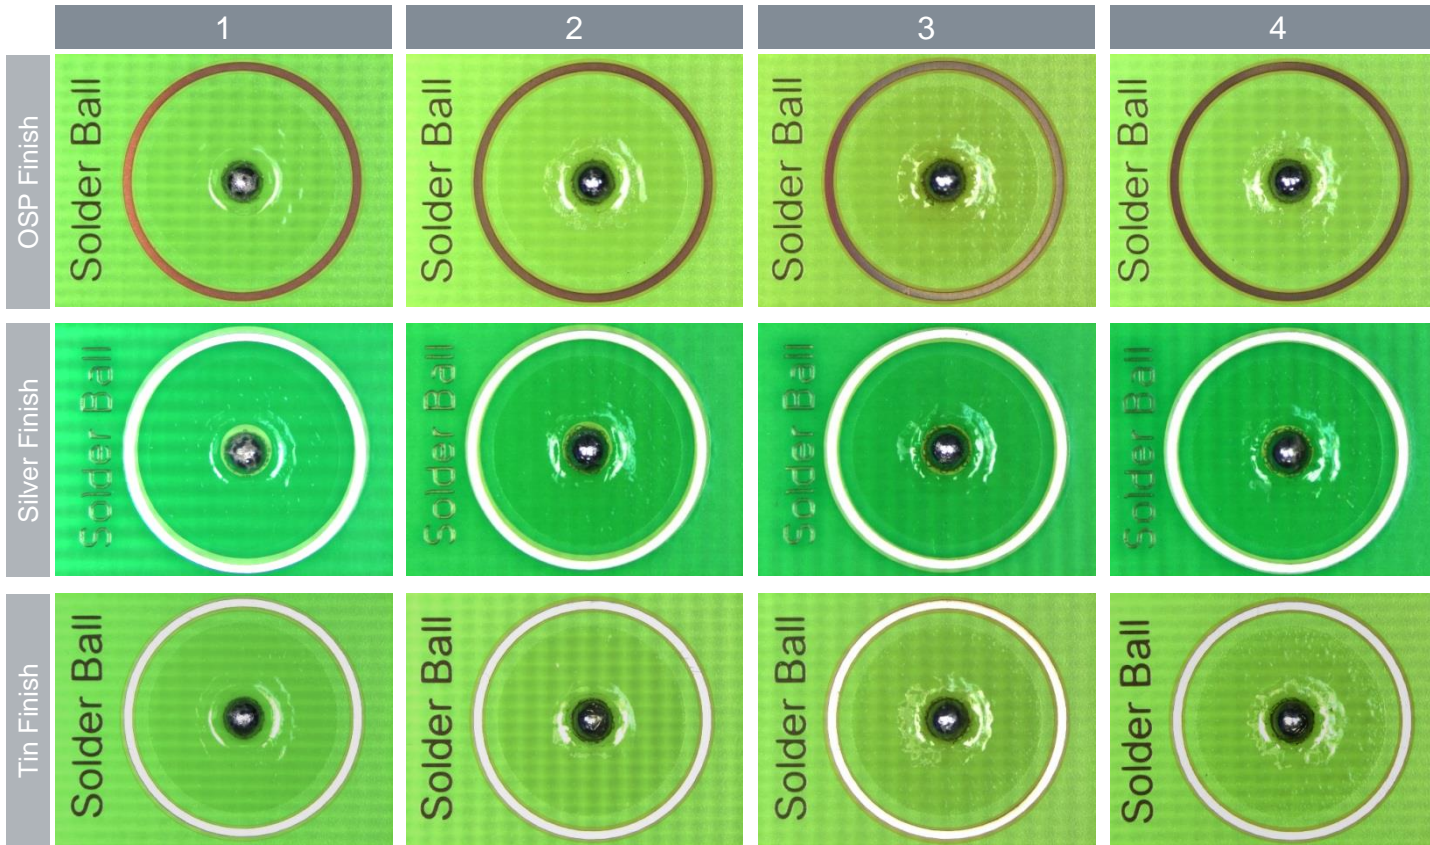 1 2 3 4
OSP Finish
Solder Ball Solder Ball Solder Ball Solder Ball
Silver Finish
Solder Ball Solder Ball Solder Ball Solder Ball
Tin Finish
Solder Ball Solder Ball Solder Ball Solder Ball